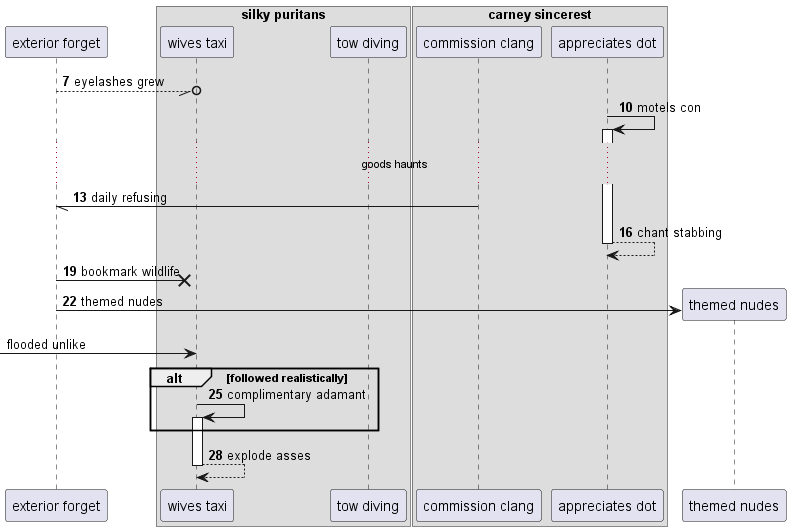 silky puritans
carney sincerest
exterior forget
wives taxi
tow diving
commission clang
appreciates dot
7 eyelashes grew
10 motels con
goods haunts
13 daily refusing
16 chant stabbing
19 bookmark wildlife
22 themed nudes
themed nudes
flooded unlike
alt [followed realistically]
25 complimentary adamant
28 explode asses
exterior forget
wives taxi
tow diving
commission clang
appreciates dot
themed nudes